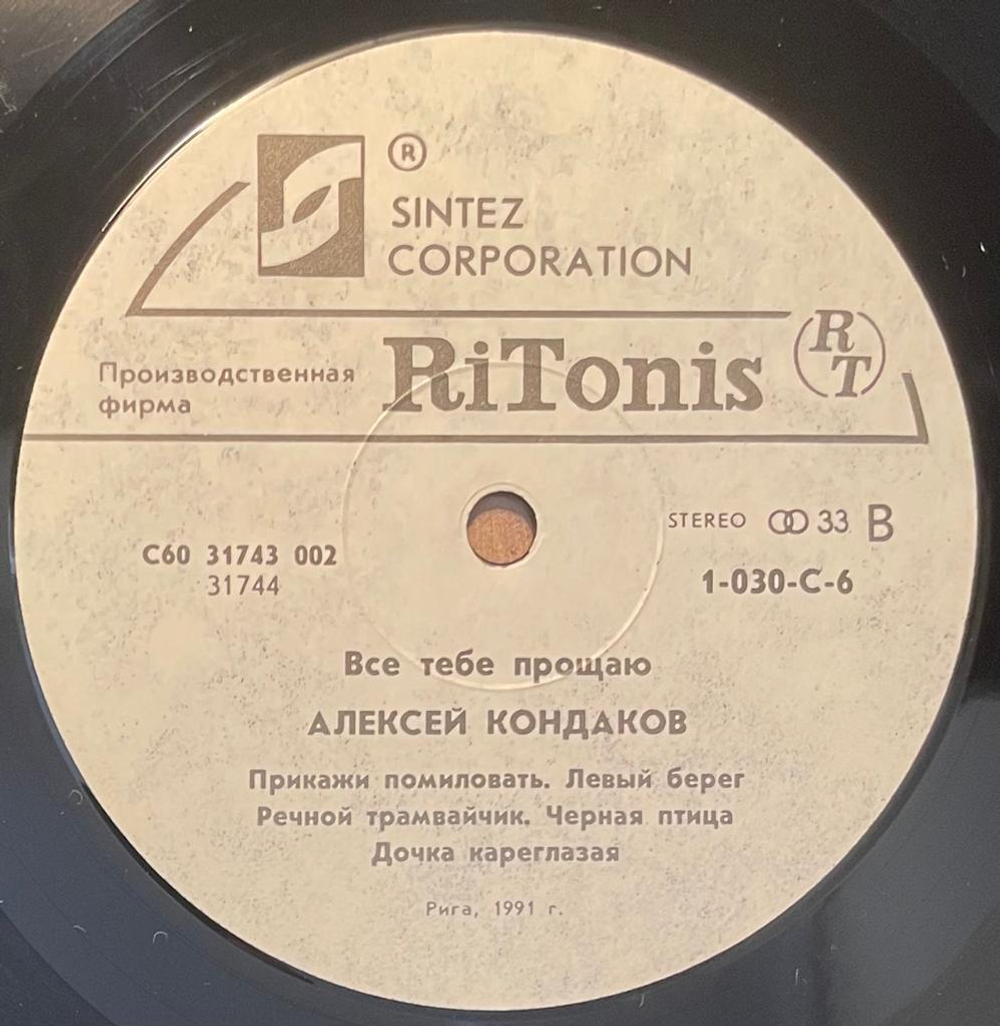 ®
SINTEZ
CORPORATION
Производственная
фирма
RiTonis
RT
STEREO 33 B
С60 31743 002
31744
1-030-С-6
Все тебе прощаю
АЛЕКСЕЙ КОНДАКОВ
Прикажи помиловать. Левый берег
Речной трамвайчик. Черная птица
Дочка кареглазая
Рига, 1991 г.